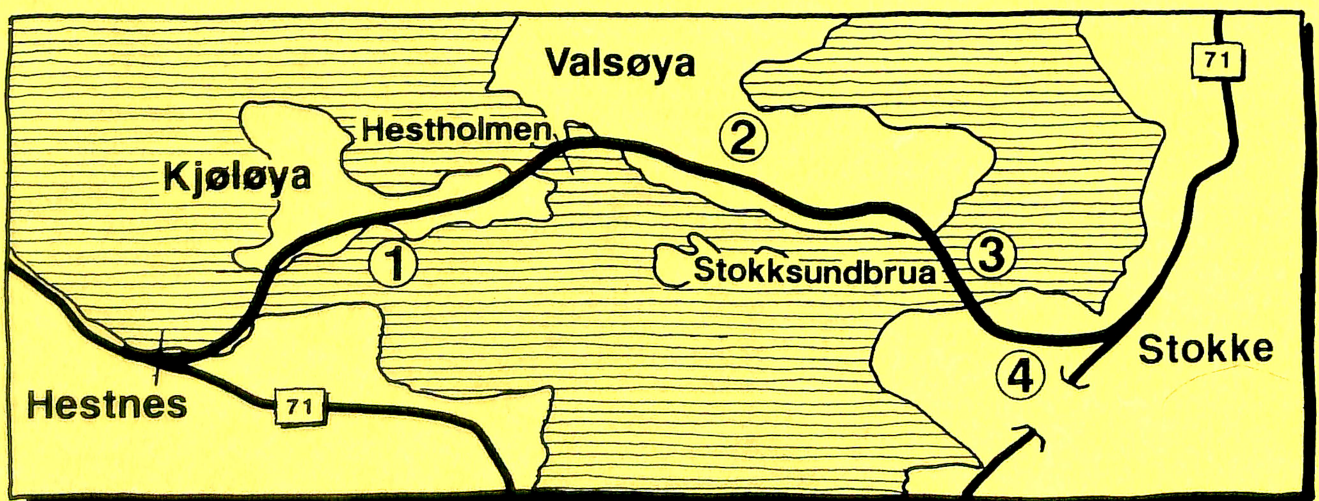 Valsøya
71
Hestholmen
2
Kjøløya
1
Stokksundbrua
3
Stokke
4
Hestnes
71